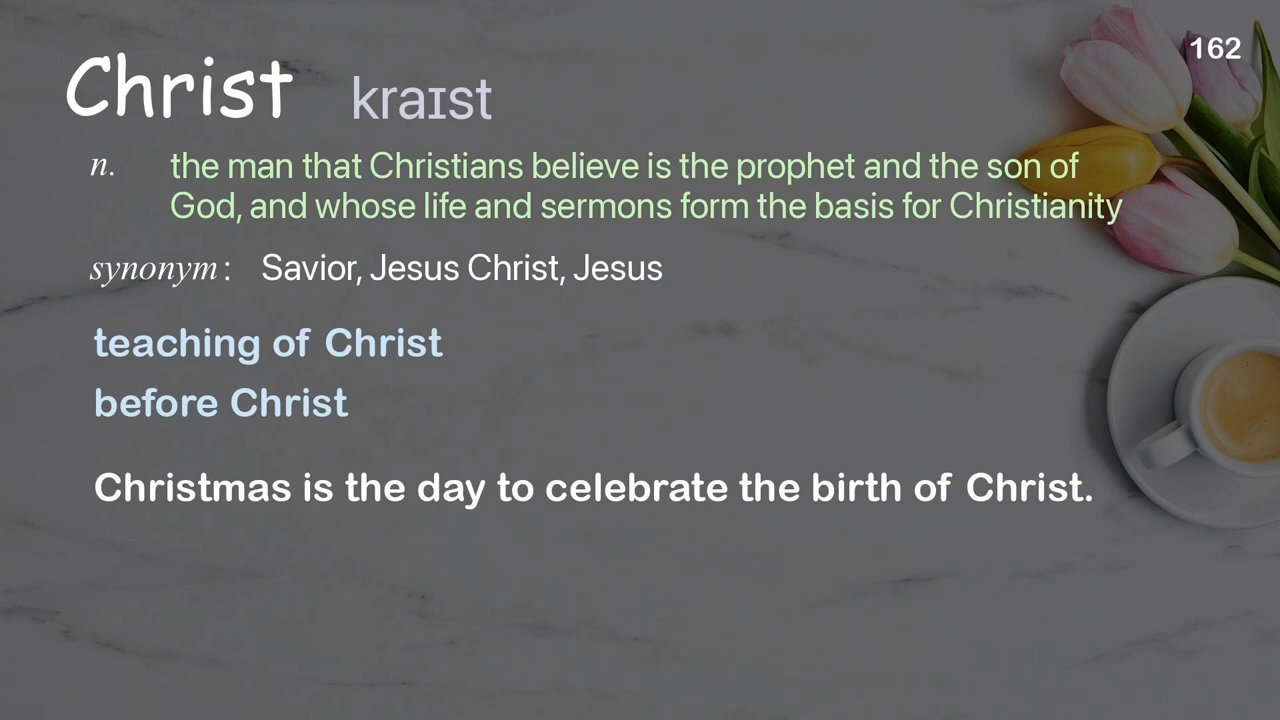 162
Christ kraɪst
n. the man that Christians believe is the prophet and the son of
God, and whose life and sermons form the basis for Christianity
synonym: Savior, Jesus Christ, Jesus
teaching of Christ
before Christ
Christmas is the day to celebrate the birth of Christ.